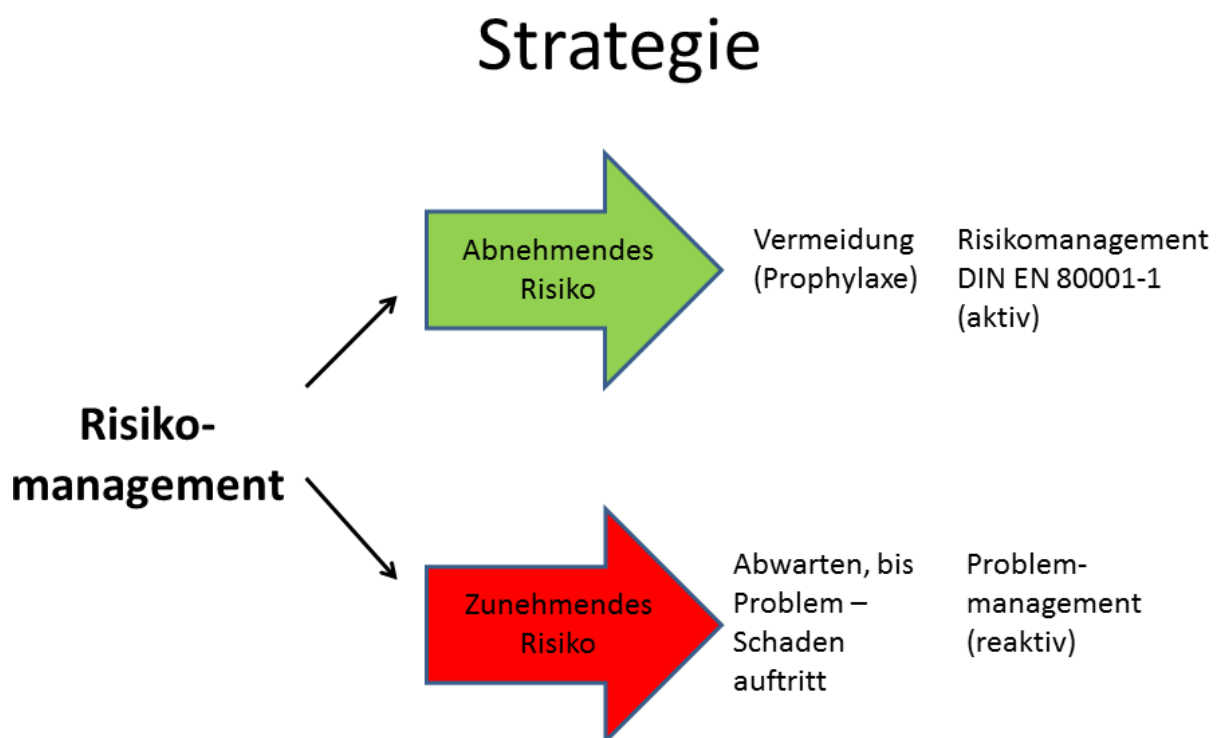 Strategie
Abnehmendes
Risiko
Vermeidung
(Prophylaxe)
Risikomanagement
DIN EN 80001-1
(aktiv)
Risiko-
management
Zunehmendes
Risiko
Abwarten, bis
Problem –
Schaden
auftritt
Problem-
management
(reaktiv)